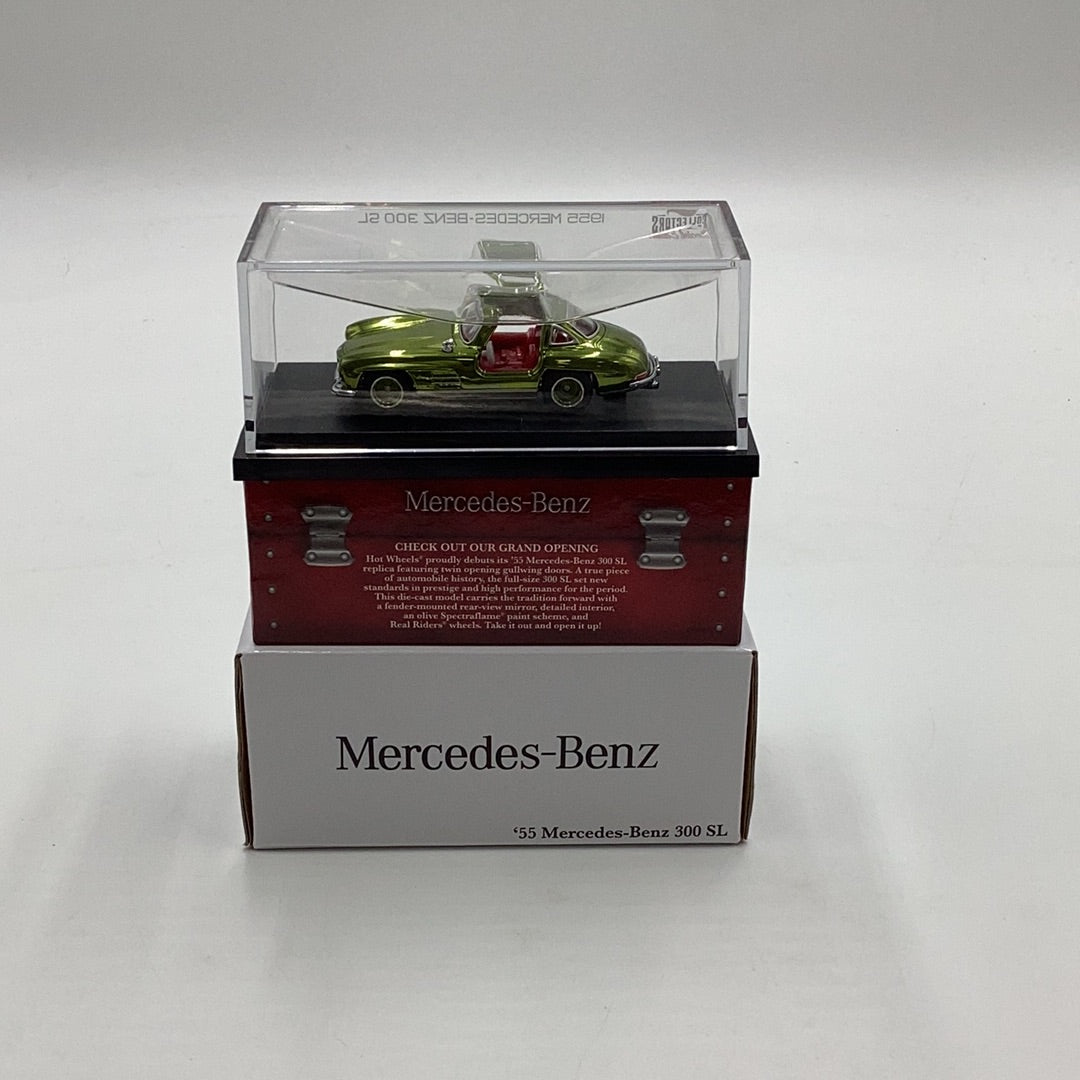 1955 MERCEDES-BENZ 300 SL
COLLECTORS
Mercedes-Benz
CHECK OUT OUR GRAND OPENING
Hot Wheels® proudly debuts its '55 Mercedes-Benz 300 SL
replica featuring twin opening gullwing doors. A true piece
of automobile history, the full-size 300 SL set new
standards in prestige and high performance for the period.
This die-cast model carries the tradition forward with
a fender-mounted rear-view mirror, detailed interior,
an olive Spectraflame® paint scheme, and
Real Riders® wheels. Take it out and open it up!
Mercedes-Benz
'55 Mercedes-Benz 300 SL